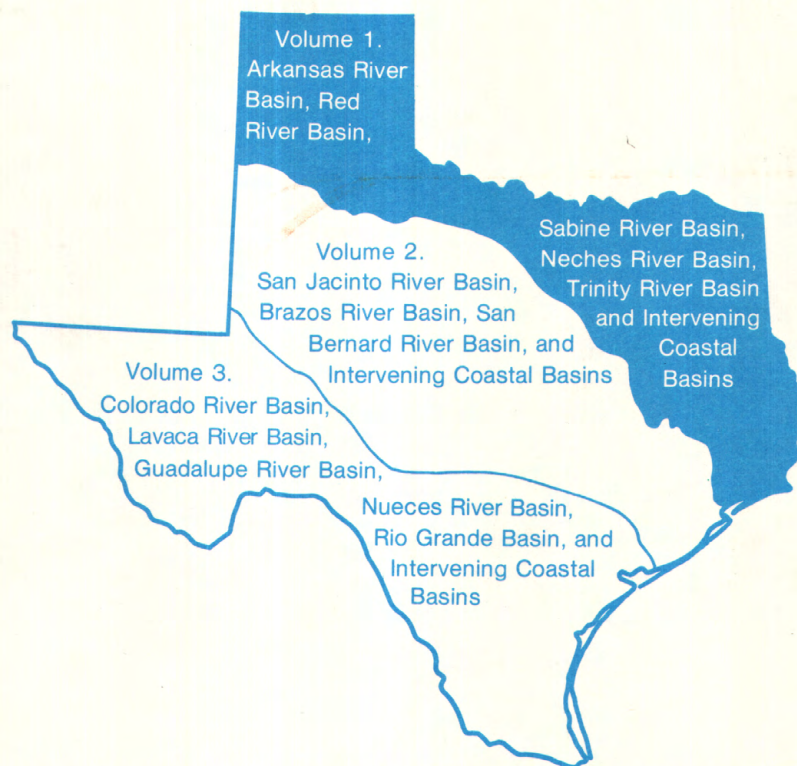 Volume 1.
Arkansas River
Basin, Red
River Basin,
Sabine River Basin,
Neches River Basin,
Trinity River Basin
and Intervening
Coastal
Basins
Volume 2.
San Jacinto River Basin,
Brazos River Basin, San
Bernard River Basin, and
Intervening Coastal Basins
Volume 3.
Colorado River Basin,
Lavaca River Basin,
Guadalupe River Basin,
Nueces River Basin,
Rio Grande Basin, and
Intervening Coastal
Basins